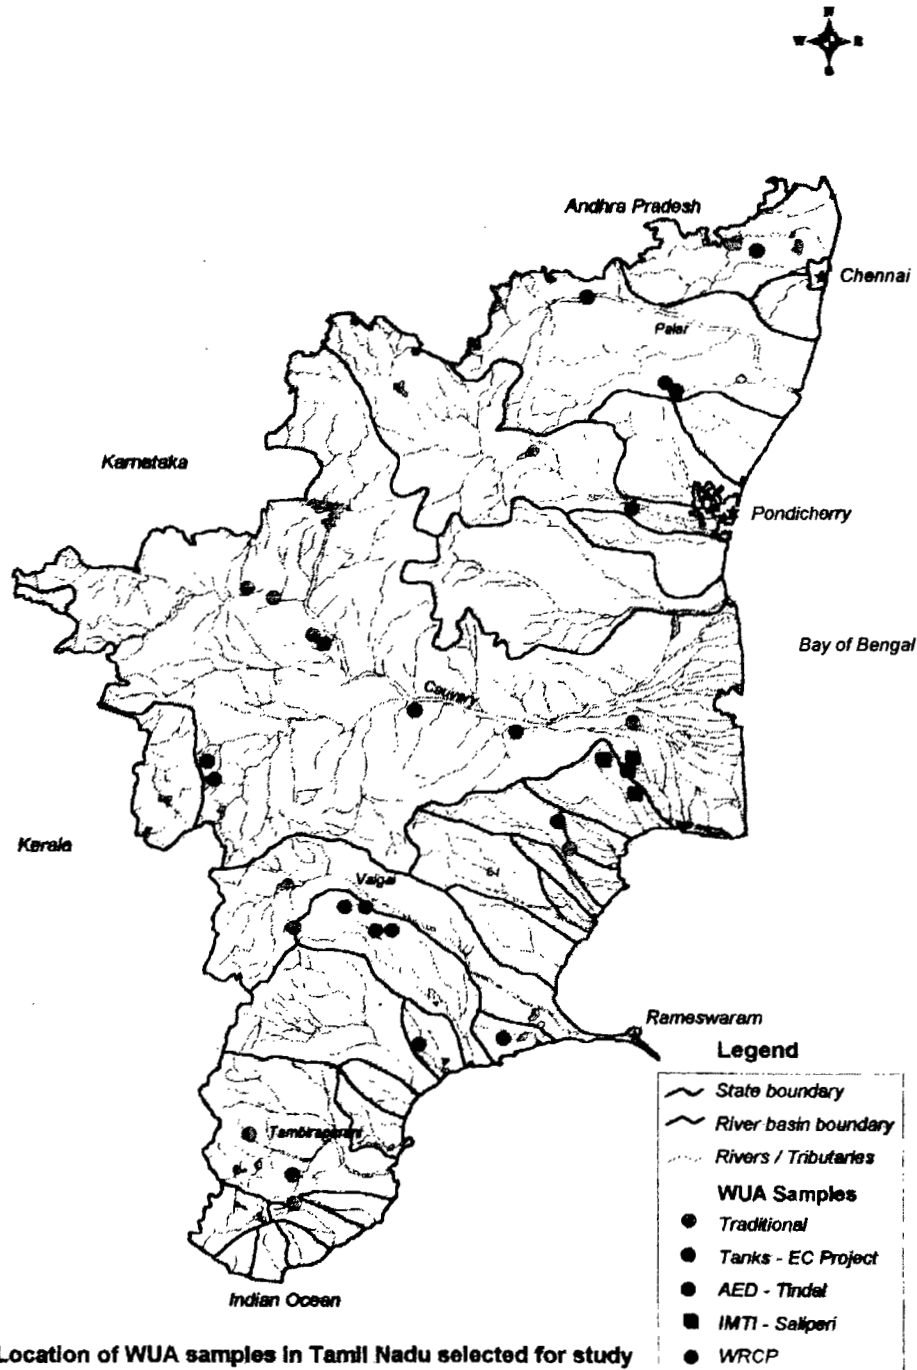 N
W E
S
Andhra Pradesh
Chennai
Palar
Karnataka
Pondicherry
Bay of Bengal
Cauvery
Kerala
Vaigai
Rameswaram
Legend
State boundary
River basin boundary
Rivers / Tributaries
WUA Samples
Traditional
Tanks - EC Project
AED - Tindal
IMTI - Saliperi
WRCP
Tambiraparani
Indian Ocean
Location of WUA samples in Tamil Nadu selected for study